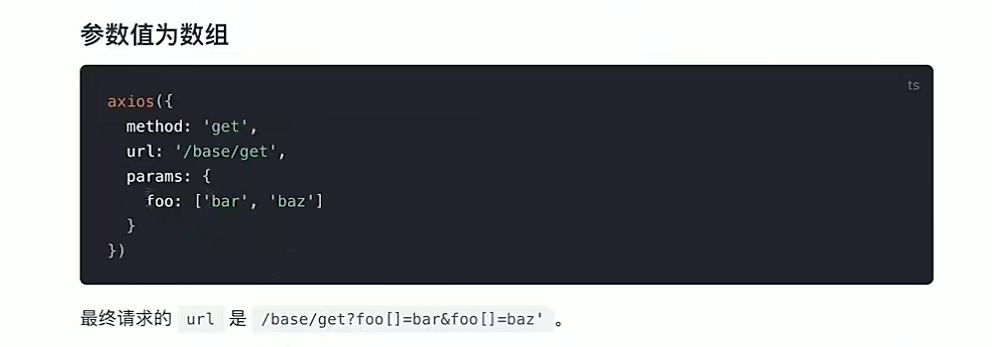 参数值为数组
ts
axios({
  method: 'get',
  url: '/base/get',
  params: {
    foo: ['bar', 'baz']
  }
})
最终请求的 url 是 /base/get?foo[]=bar&foo[]=baz' 。